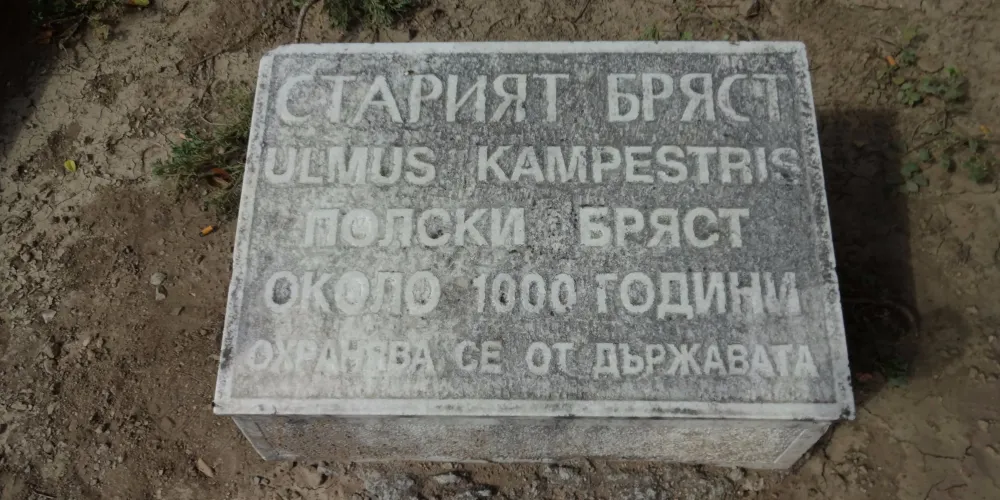 СТАРИЯТ БРЯСТ
ULMUS KAMPESTRIS
ПОЛСКИ БРЯСТ
ОКОЛО 1000 ГОДИНИ
ОХРАНЯВА СЕ ОТ ДЪРЖАВАТА